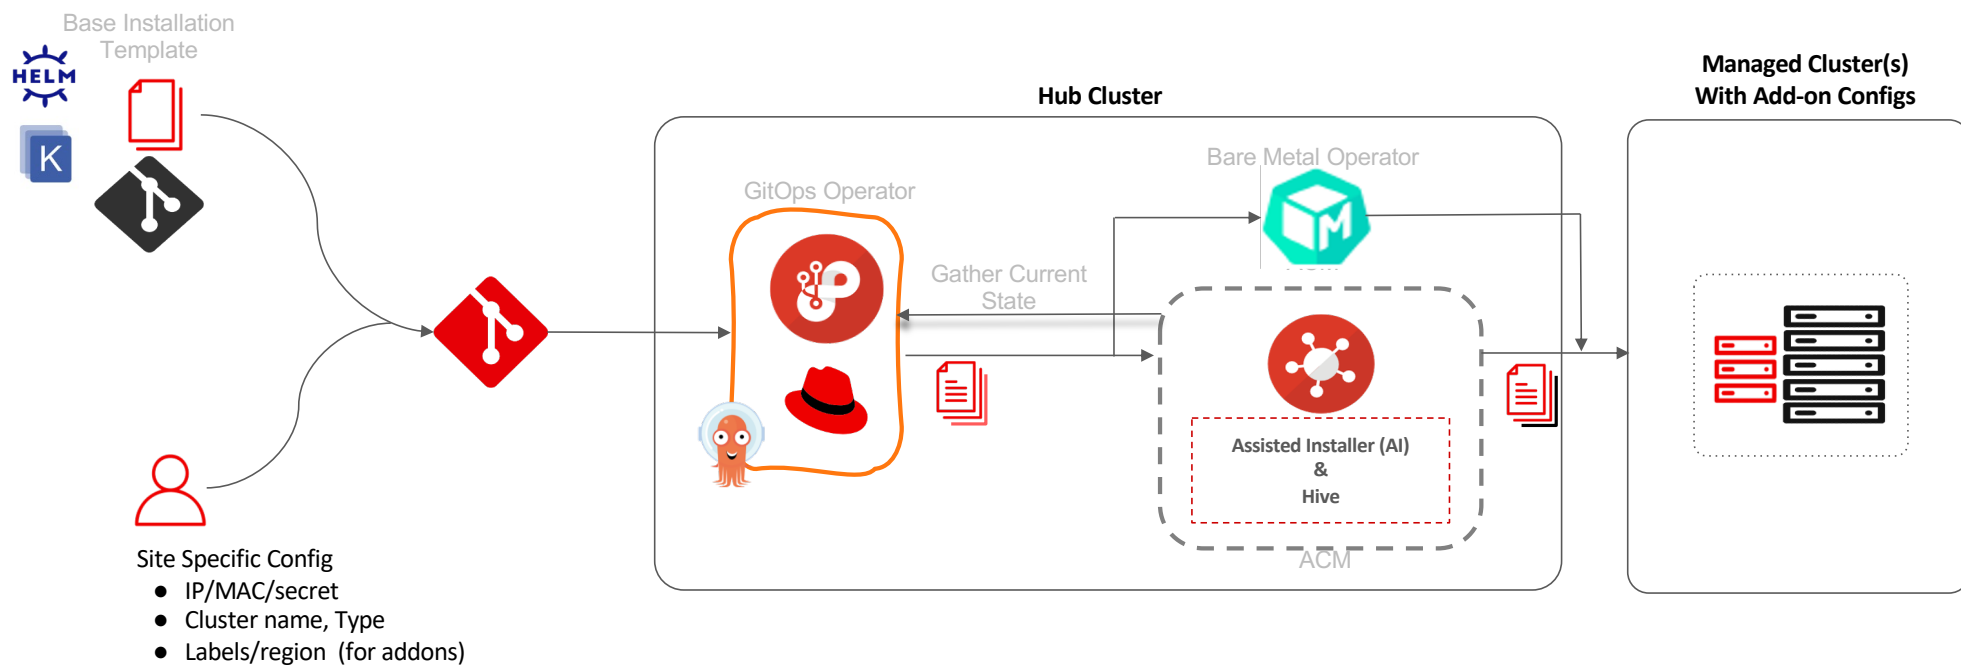 Base Installation
Template
HELM
K
Site Specific Config
● IP/MAC/secret
● Cluster name, Type
● Labels/region (for addons)
Hub Cluster
GitOps Operator
Gather Current
State
Bare Metal Operator
M
Assisted Installer (AI)
&
Hive
ACM
Managed Cluster(s)
With Add-on Configs